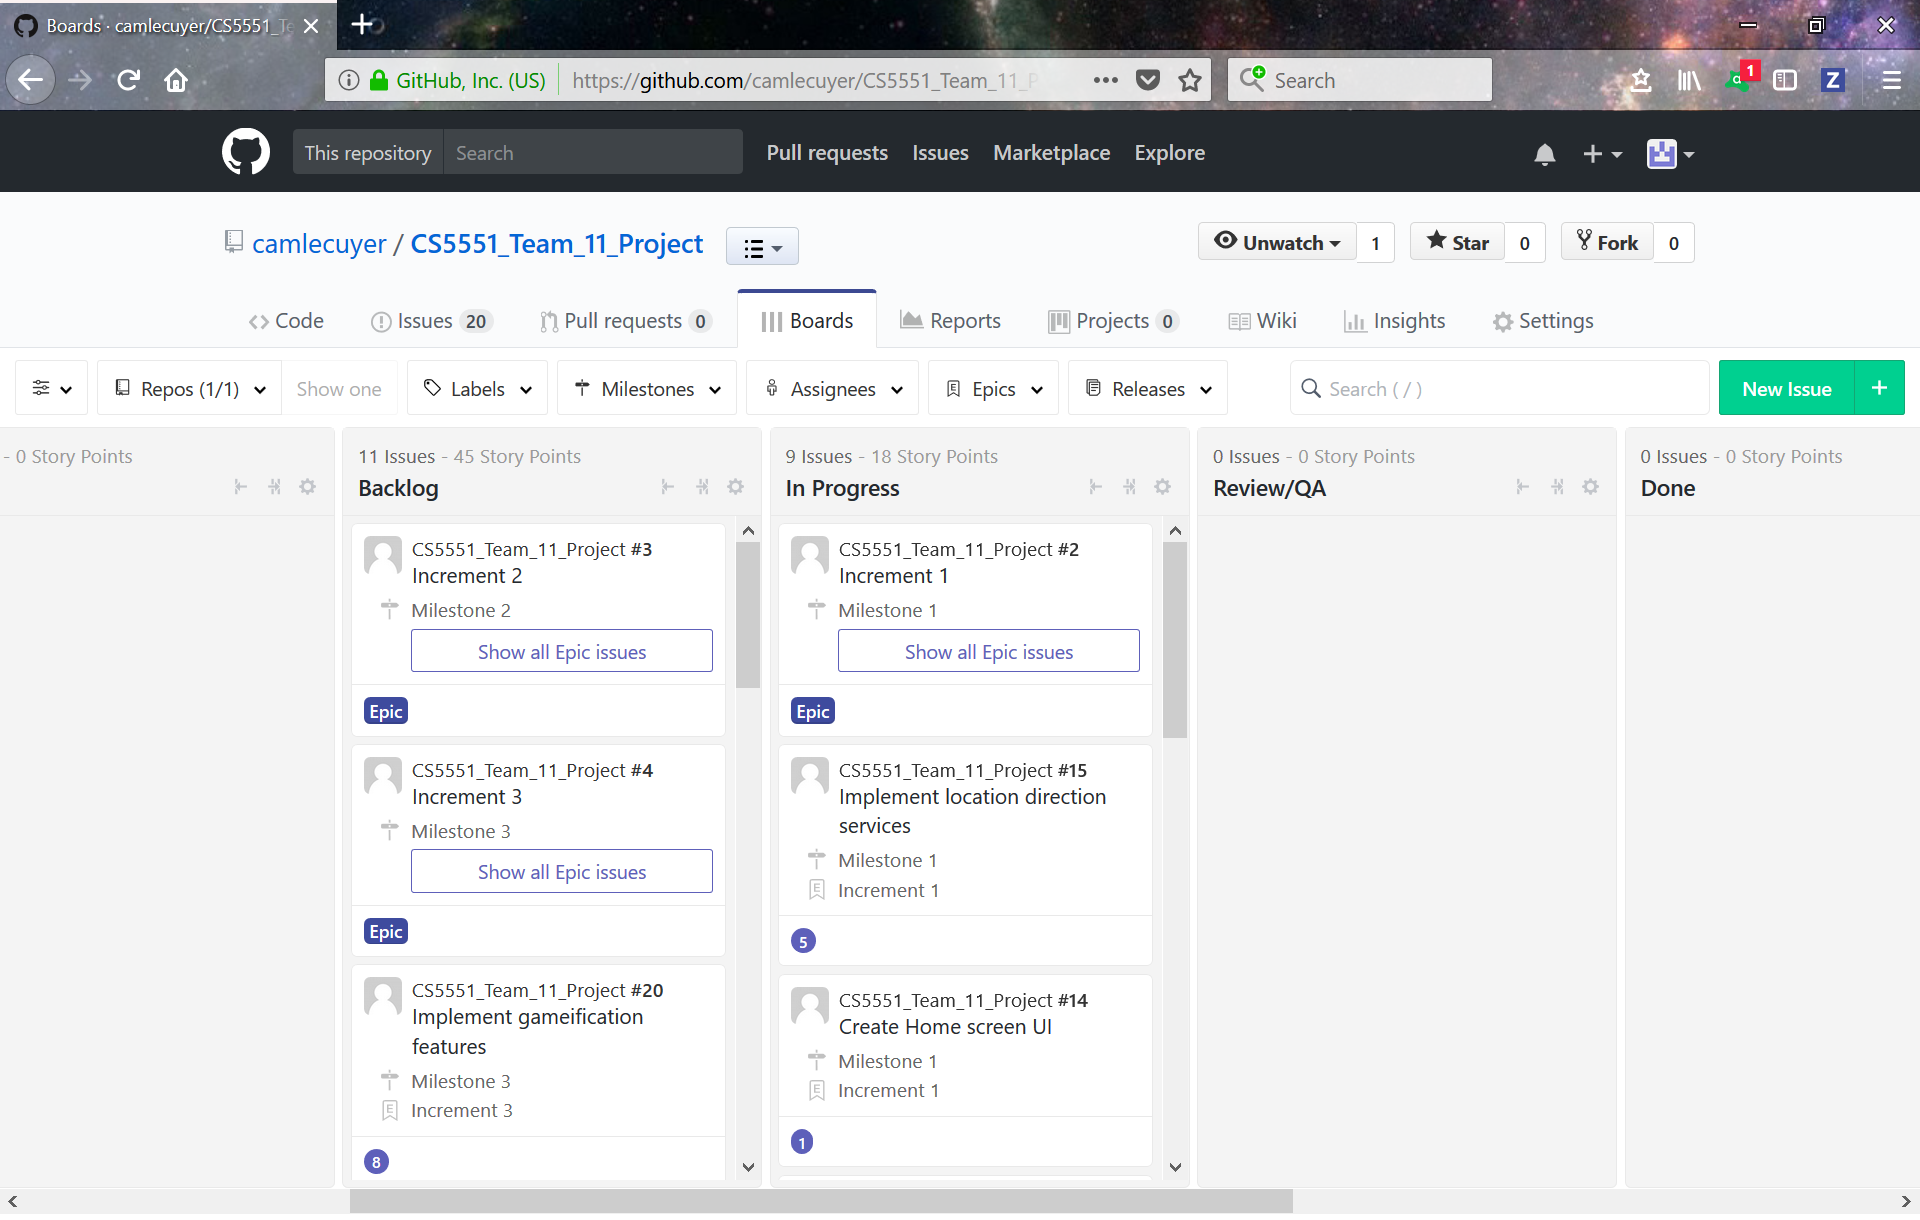 Boards · camlecuyer/CS5551_Te
GitHub, Inc. (US)
https://github.com/camlecuyer/CS5551_Team_11_P
Search
1
Z
This repository
Search
Pull requests
Issues
Marketplace
Explore
camlecuyer / CS5551_Team_11_Project
Unwatch 1
Star 0
Fork 0
Code
Issues 20
Pull requests 0
Boards
Reports
Projects 0
Wiki
Insights
Settings
Repos (1/1)
Show one
Labels
Milestones
Assignees
Epics
Releases
Search ( / )
New Issue
- 0 Story Points
11 Issues - 45 Story Points
Backlog
CS5551_Team_11_Project #3
Increment 2
Milestone 2
Show all Epic issues
Epic
CS5551_Team_11_Project #4
Increment 3
Milestone 3
Show all Epic issues
Epic
CS5551_Team_11_Project #20
Implement gameification
features
Milestone 3
Increment 3
8
9 Issues - 18 Story Points
In Progress
CS5551_Team_11_Project #2
Increment 1
Milestone 1
Show all Epic issues
Epic
CS5551_Team_11_Project #15
Implement location direction
services
Milestone 1
Increment 1
5
CS5551_Team_11_Project #14
Create Home screen UI
Milestone 1
Increment 1
1
0 Issues - 0 Story Points
Review/QA
0 Issues - 0 Story Points
Done